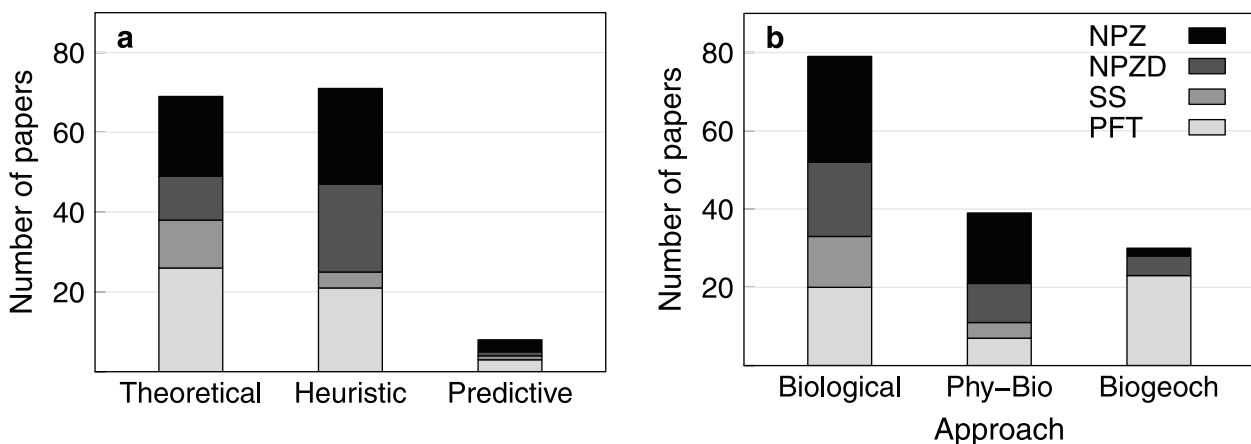 a
80
60
40
20
Number of papers
Theoretical Heuristic Predictive
b
80
60
40
20
Number of papers
NPZ
NPZD
SS
PFT
Biological Phy–Bio Biogeoch
Approach